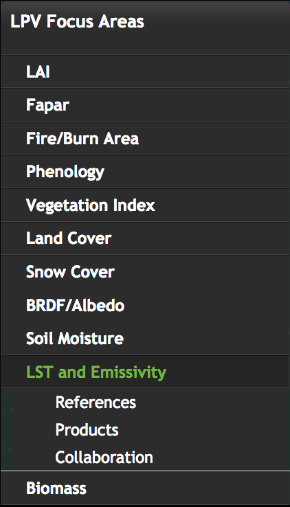 LPV Focus Areas
LAI
Fapar
Fire/Burn Area
Phenology
Vegetation Index
Land Cover
Snow Cover
BRDF/Albedo
Soil Moisture
LST and Emissivity
References
Products
Collaboration
Biomass